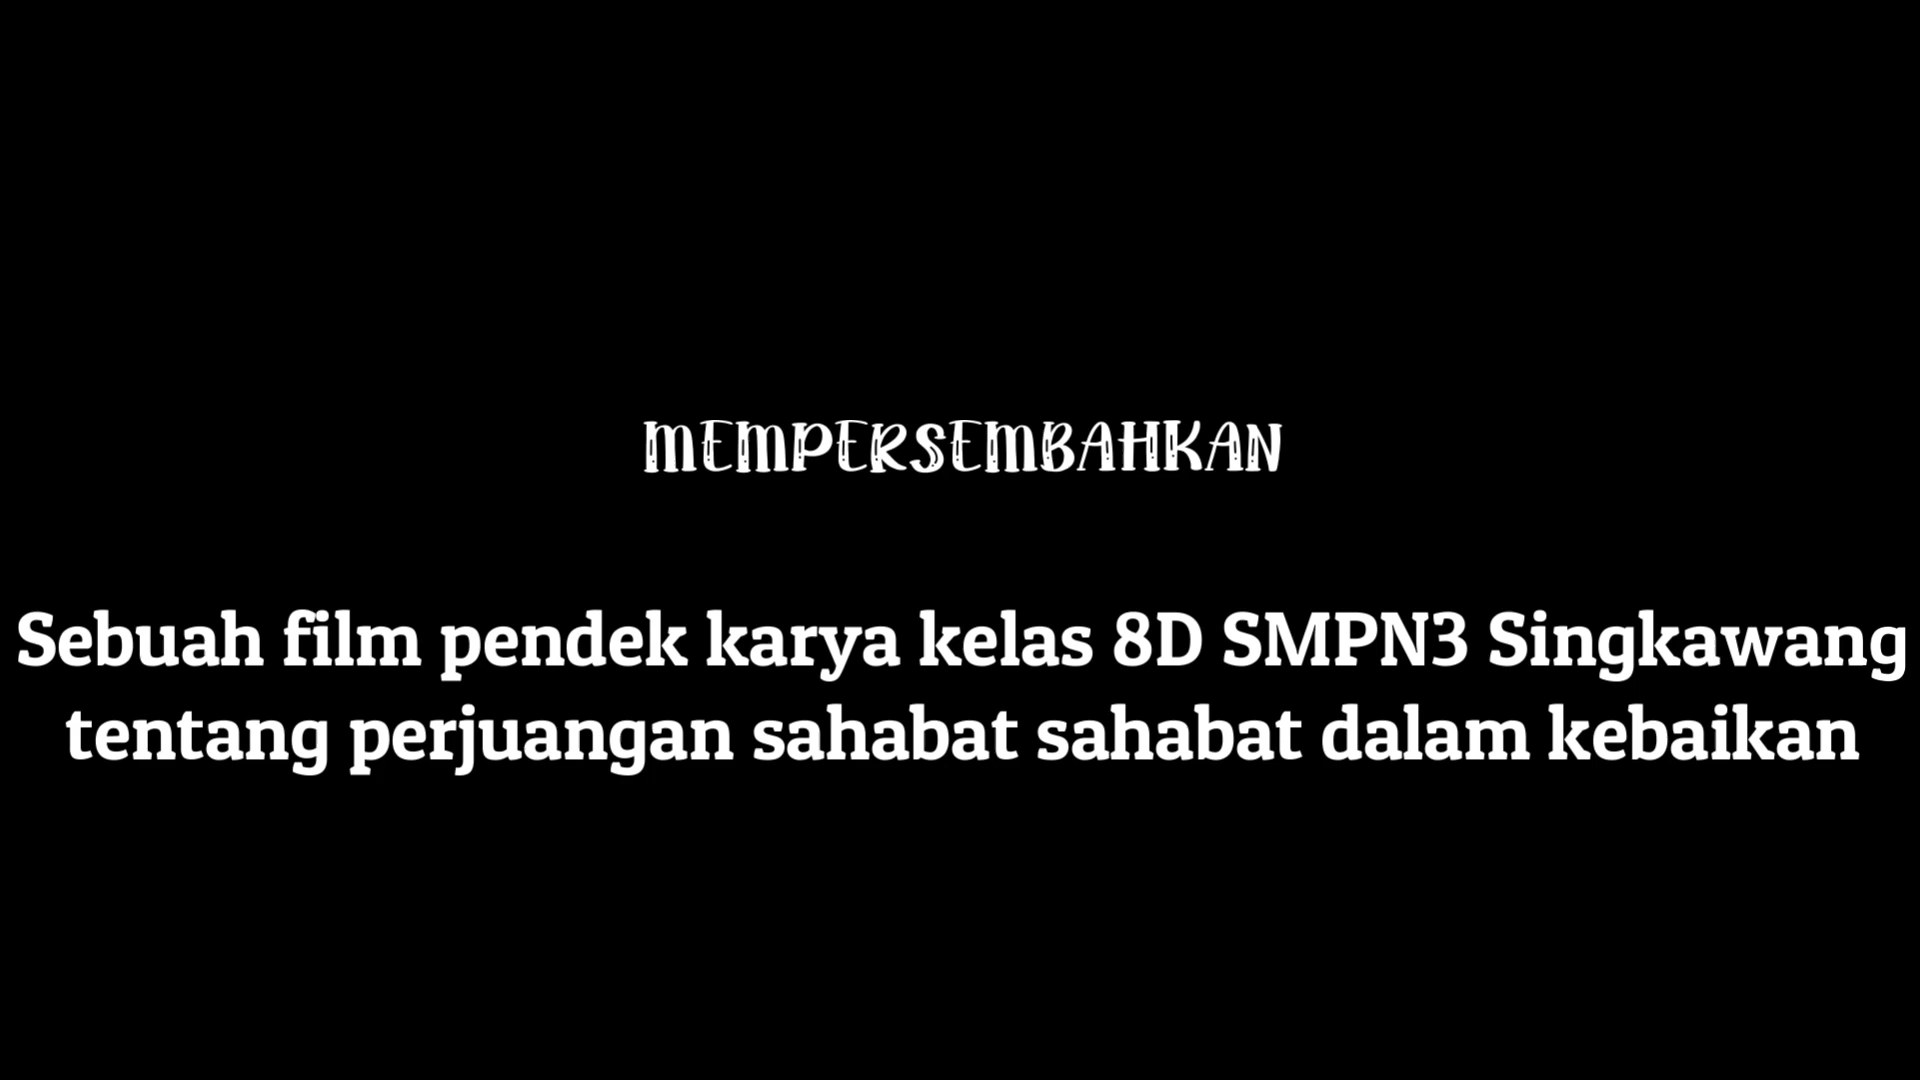 MEMPERSEMBAHKAN
Sebuah film pendek karya kelas 8D SMPN3 Singkawang
tentang perjuangan sahabat sahabat dalam kebaikan